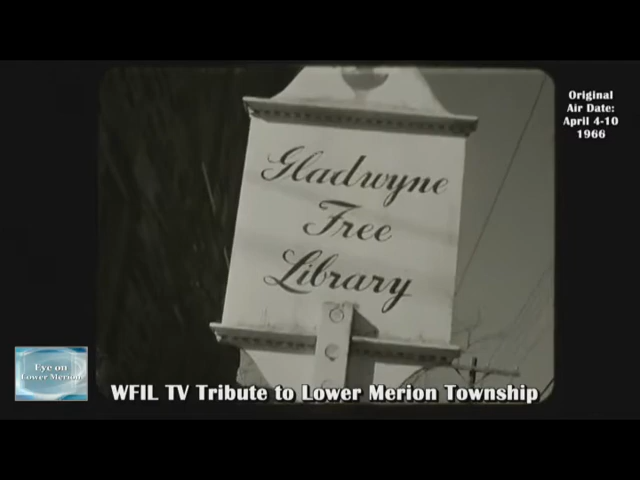 Original
Air Date:
April 4-10
1966
Gladwyne
Free
Library
Eye on
Lower Merion
WFIL TV Tribute to Lower Merion Township